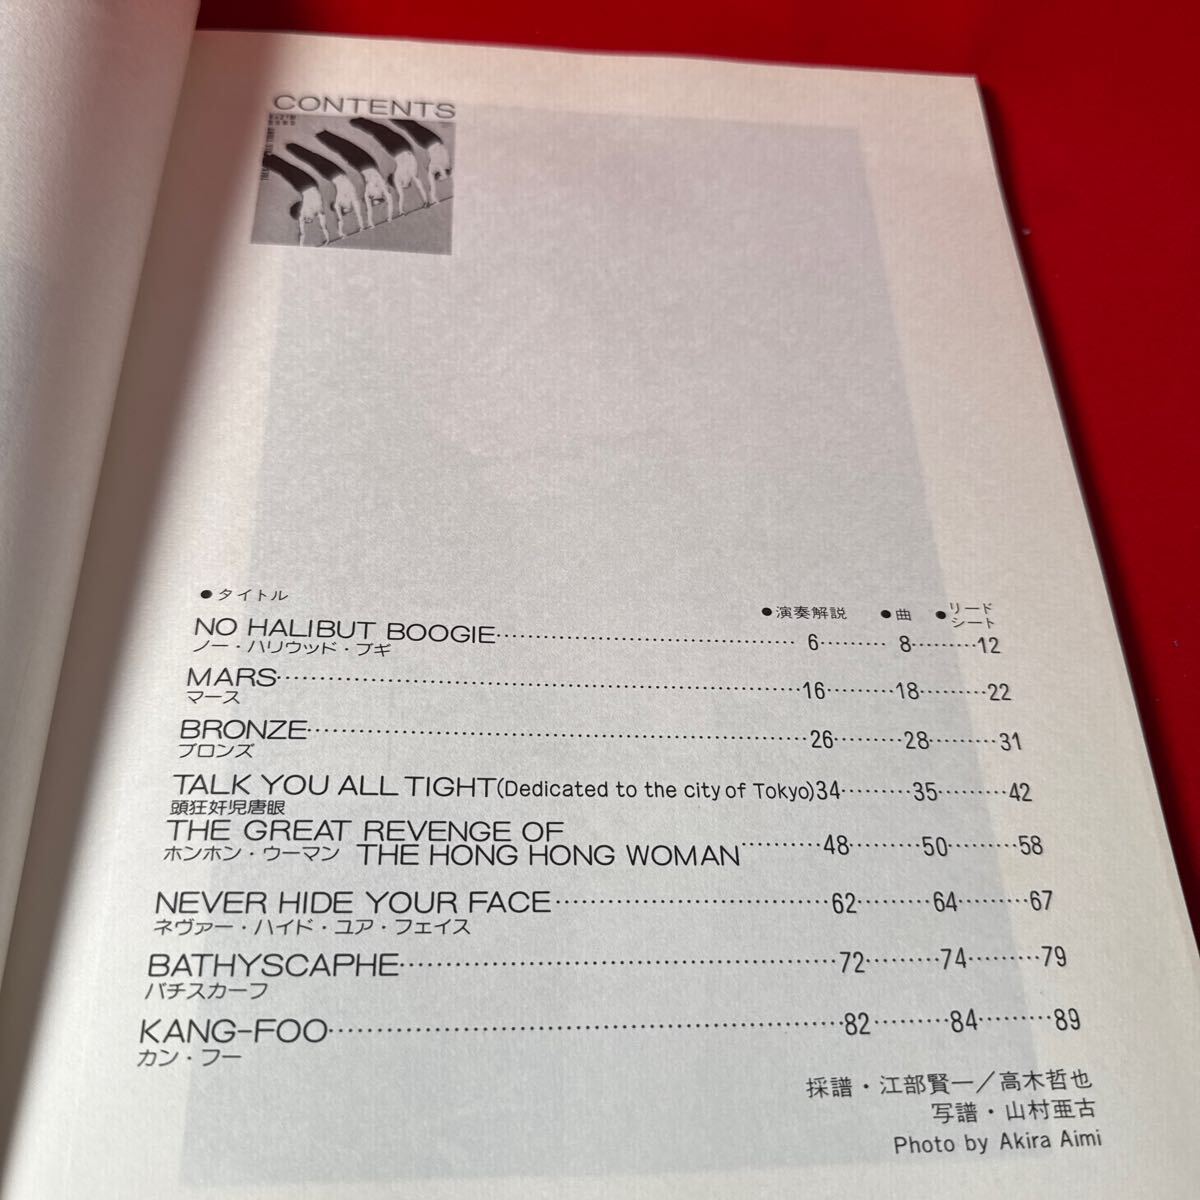 CONTENTS
●タイトル ●演奏解説 ●曲 ●リードシート
NO HALIBUT BOOGIE 6 8 12
ノー・ハリウッド・ブギ
MARS 16 18 22
マース
BRONZE 26 28 31
ブロンズ
TALK YOU ALL TIGHT(Dedicated to the city of Tokyo)34 35 42
頭狂奸児唐眼
THE GREAT REVENGE OF
ホンホン・ウーマン THE HONG HONG WOMAN 48 50 58
NEVER HIDE YOUR FACE 62 64 67
ネヴァー・ハイド・ユア・フェイス
BATHYSCAPHE 72 74 79
バチスカーフ
KANG-FOO 82 84 89
カン・フー
採譜・江部賢一／高木哲也
写譜・山村亜古
Photo by Akira Aimi